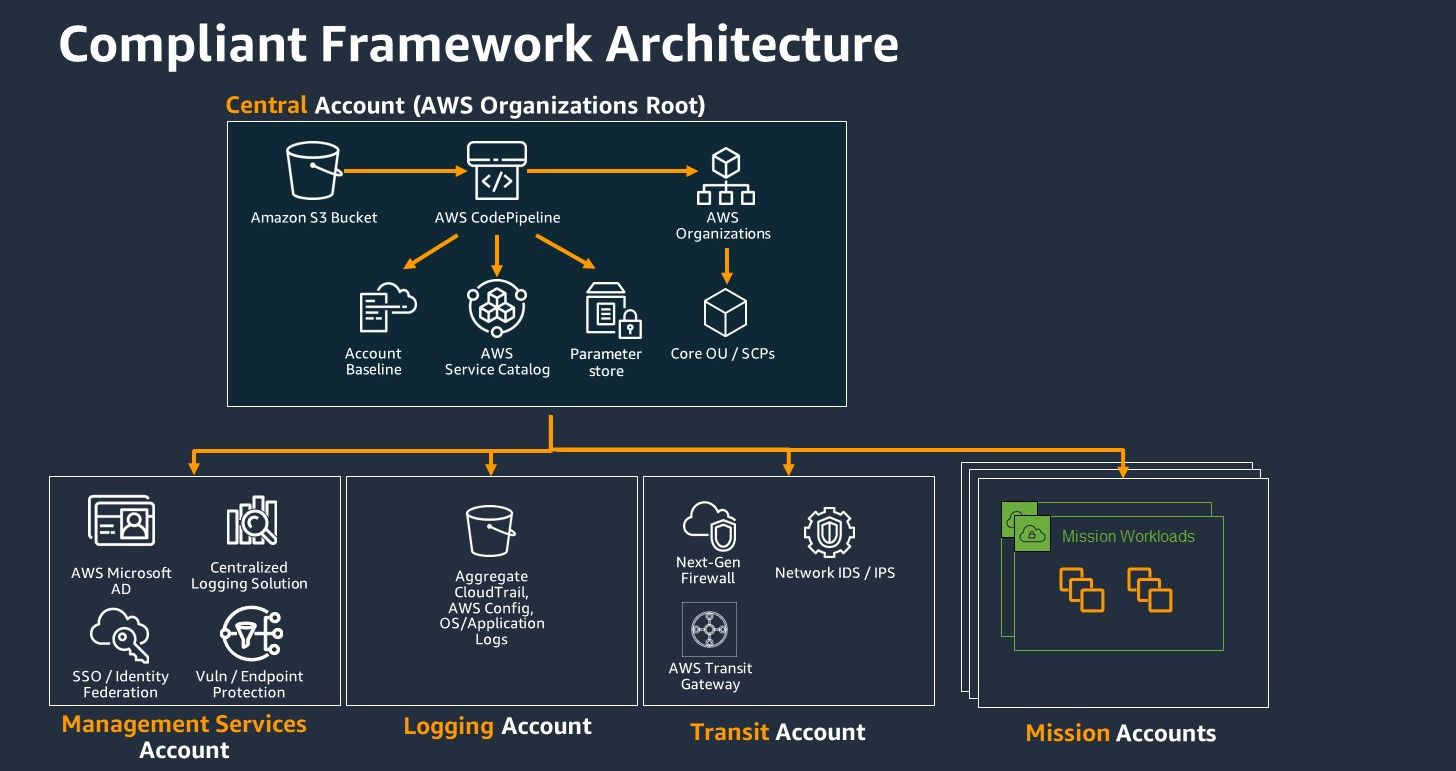 Compliant Framework Architecture
Central Account (AWS Organizations Root)
Amazon S3 Bucket
AWS CodePipeline
AWS
Organizations
Account
Baseline
AWS
Service Catalog
Parameter
store
Core OU / SCPs
AWS Microsoft
AD
Centralized
Logging Solution
SSO / Identity
Federation
Vuln / Endpoint
Protection
Management Services
Account
Aggregate
CloudTrail,
AWS Config,
OS/Application
Logs
Logging Account
Next-Gen
Firewall
Network IDS / IPS
AWS Transit
Gateway
Transit Account
Mission Workloads
Mission Accounts